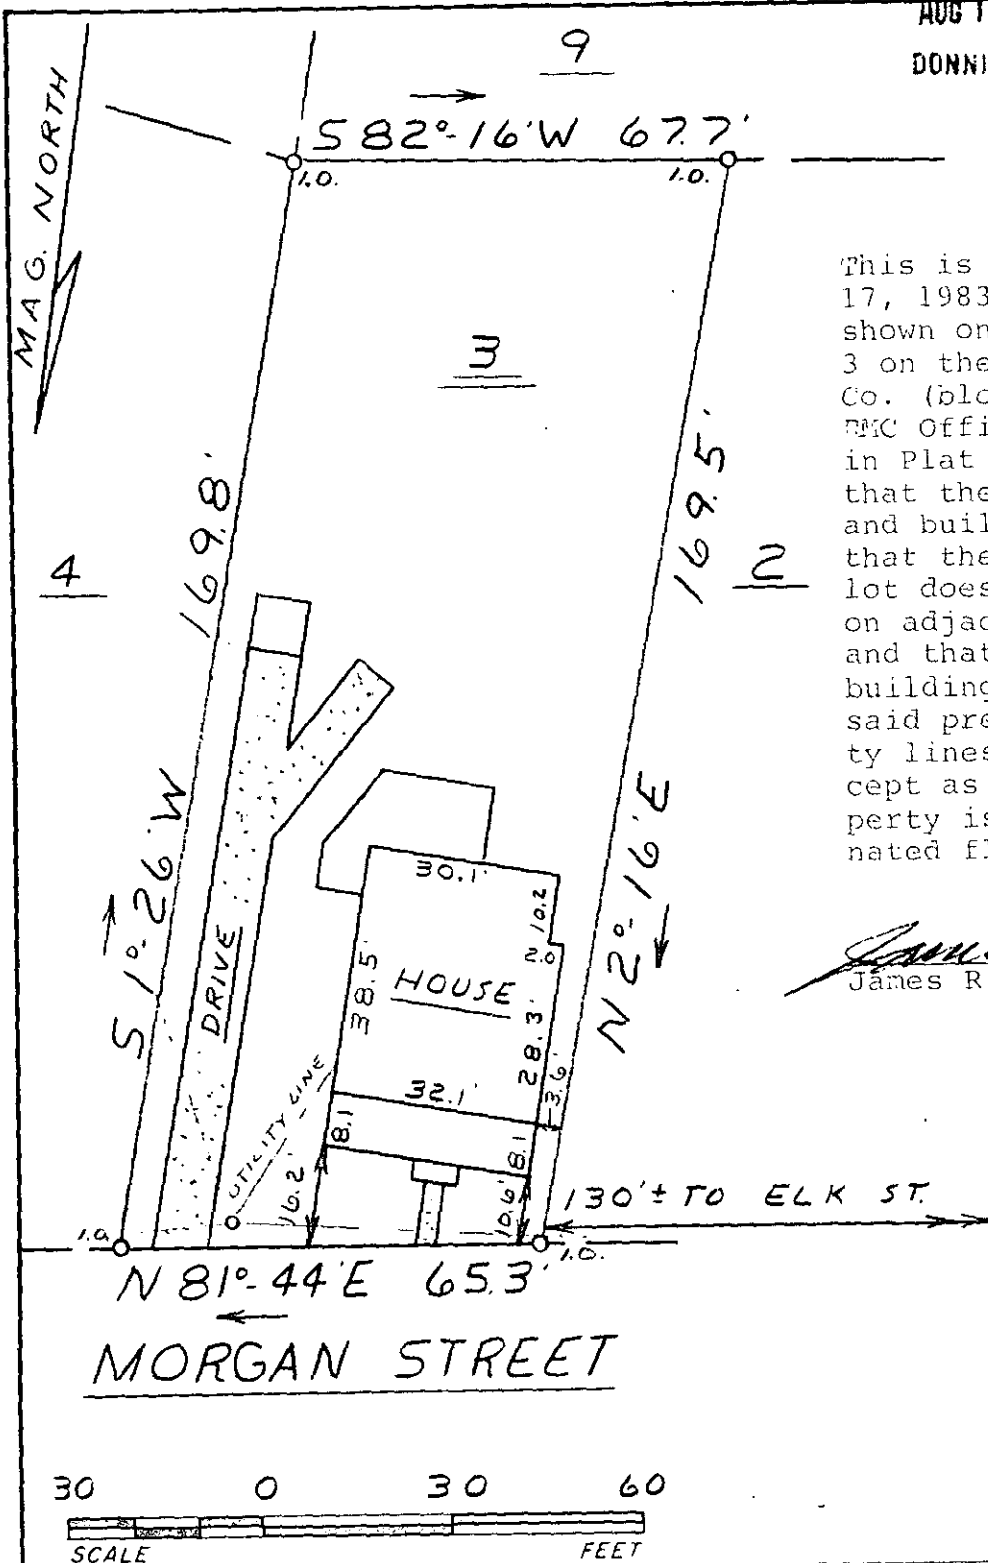 AUG 1
DONNI
9
MAG. NORTH
S 82°-16'W 67.7'
I.O.
I.O.
This is
17, 1983
shown on
3 on the
Co. (blo
RMC Offi
in Plat
that the
and buil
that the
lot does
on adjac
and that
building
said pre
ty lines
cept as
perty is
nated fl
3
169.8'
169.5'
4
2
S 1°-26'W
N 2°-16'E
DRIVE
30.1'
10.2
2.0
38.5'
HOUSE
28.3'
James R
32.1'
3.6'
UTILITY LINE
8.1
8.1
16.2'
10.6'
130'± TO ELK ST.
I.O.
I.O.
N 81°-44'E 65.3'
MORGAN STREET
30 0 30 60
SCALE FEET